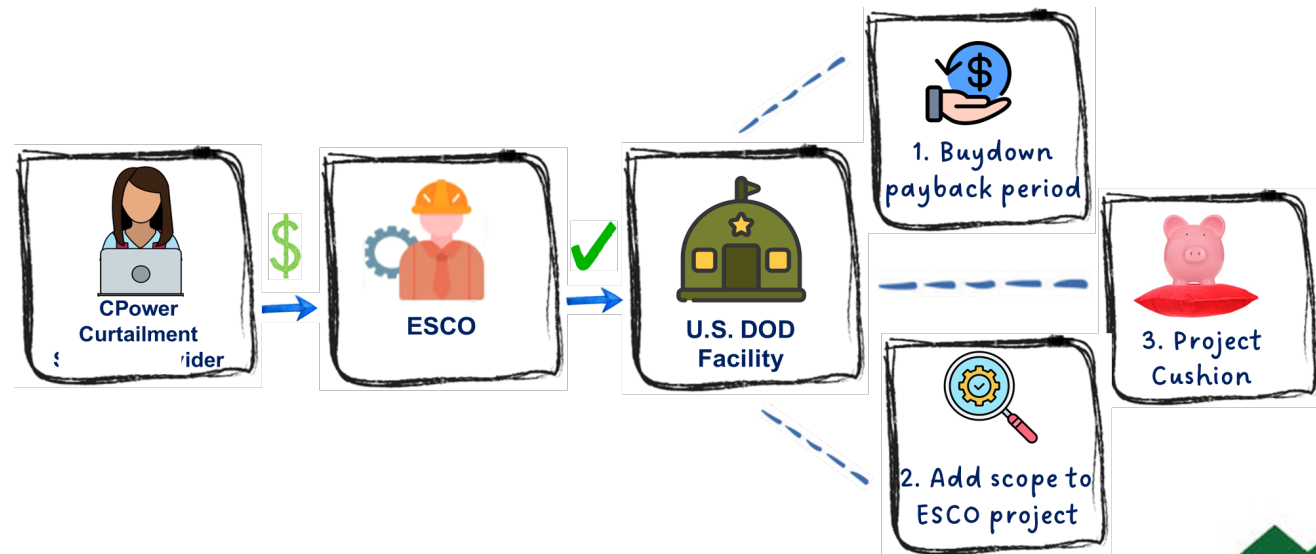 CPower
Curtailment
$
ESCO
U.S. DOD
Facility
$
1. Buydown
payback period
2. Add scope to
ESCO project
3. Project
Cushion